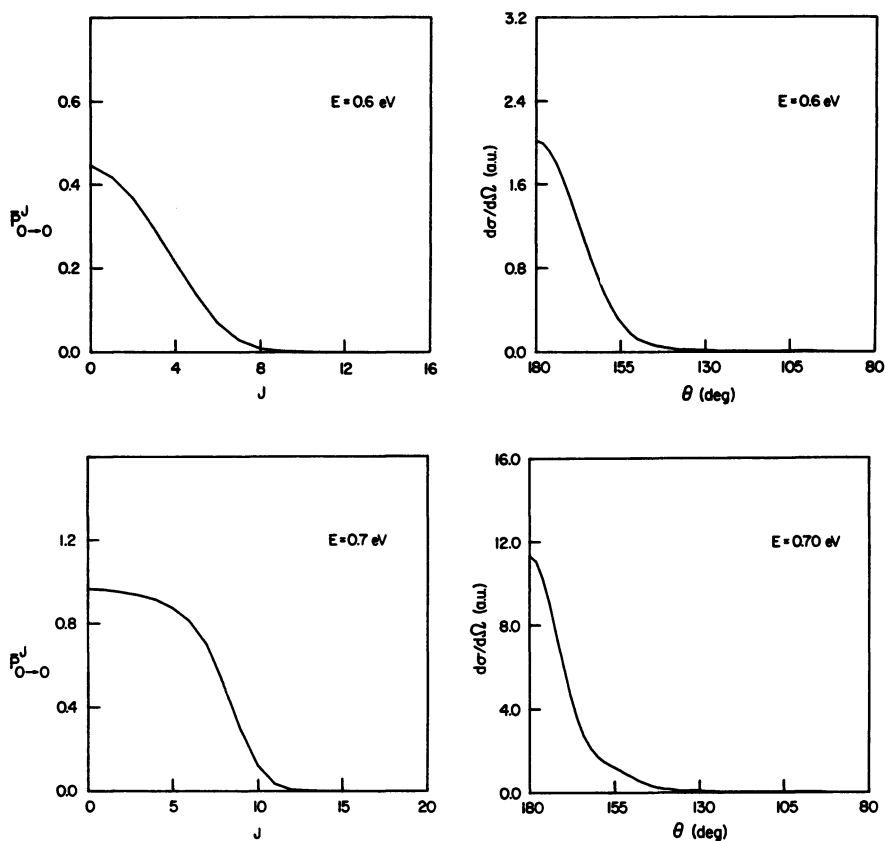 0.6
0.4
0.2
0.0
P̄^J_{0→0}
E = 0.6 eV
0 4 8 12 16
J
3.2
2.4
1.6
0.8
0.0
dσ/dΩ (a.u.)
E = 0.6 eV
180 155 130 105 80
θ (deg)
1.2
0.8
0.4
0.0
P̄^J_{0→0}
E = 0.7 eV
0 5 10 15 20
J
16.0
12.0
8.0
4.0
0.0
dσ/dΩ (a.u.)
E = 0.70 eV
180 155 130 105 80
θ (deg)